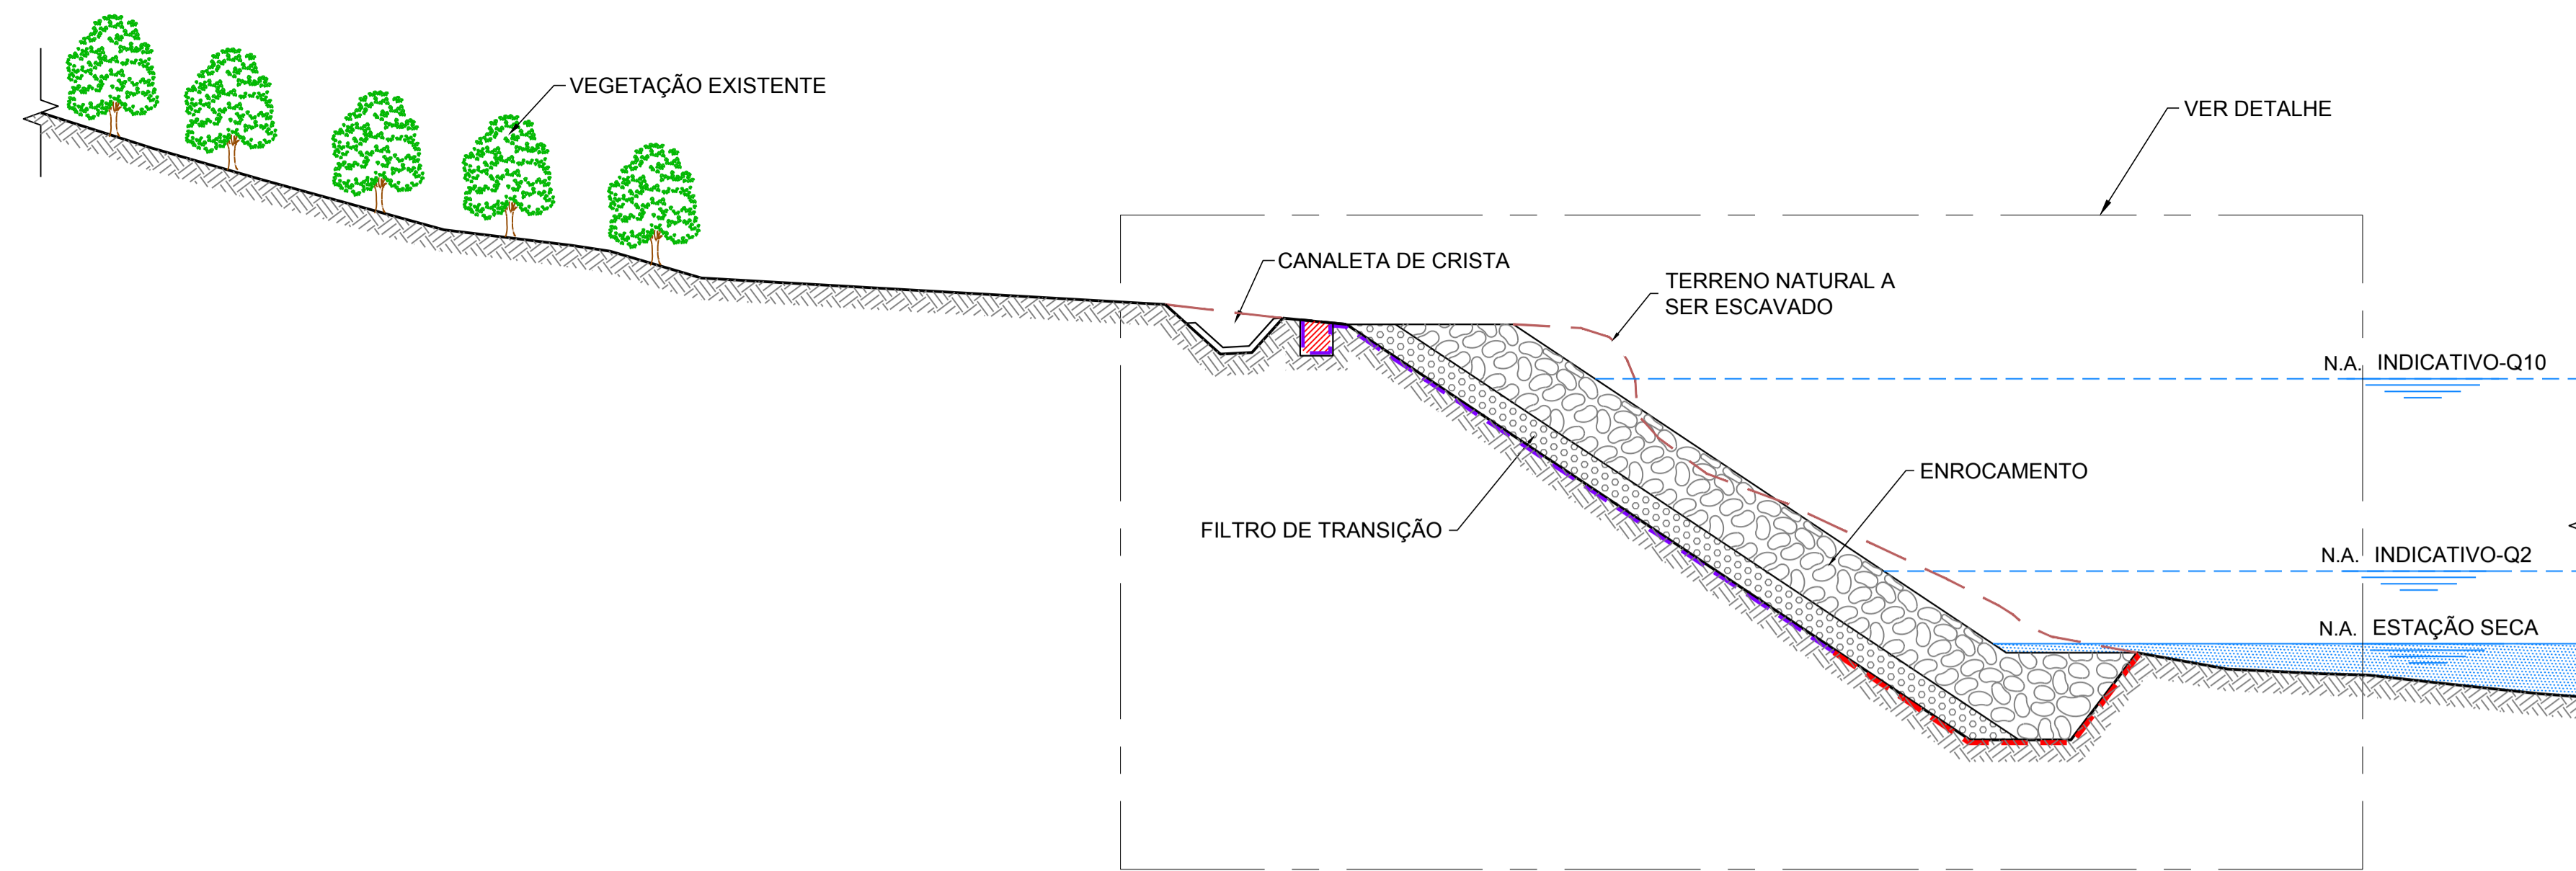 VEGETAÇÃO EXISTENTE
VER DETALHE
CANALETA DE CRISTA
TERRENO NATURAL A
SER ESCAVADO
N.A. INDICATIVO-Q10
ENROCAMENTO
FILTRO DE TRANSIÇÃO
N.A. INDICATIVO-Q2
N.A. ESTAÇÃO SECA